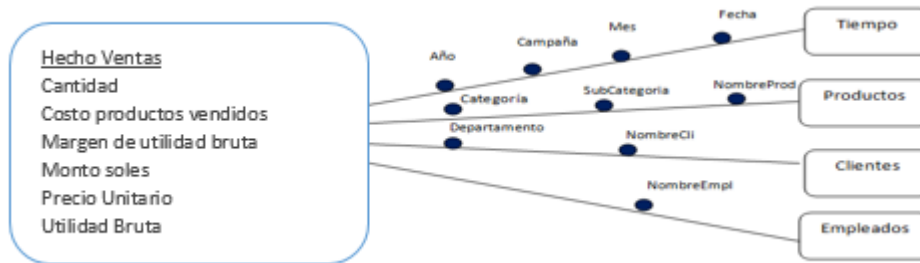 Hecho Ventas
Cantidad
Costo productos vendidos
Margen de utilidad bruta
Monto soles
Precio Unitario
Utilidad Bruta
Año
Campaña
Mes
Fecha
Tiempo
Categoría
SubCategoria
NombreProd
Productos
Departamento
NombreCli
Clientes
NombreEmpl
Empleados